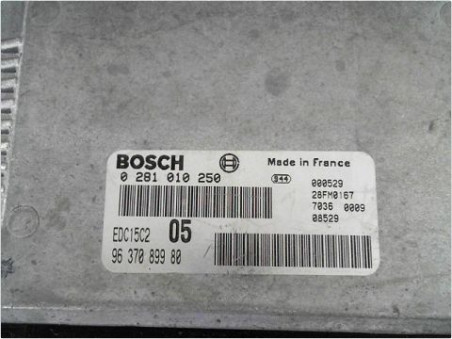 BOSCH Made in France
0 281 010 250
S44 000529
28FM0167
7036 0009
08529
EDC15C2 05
96 370 899 80